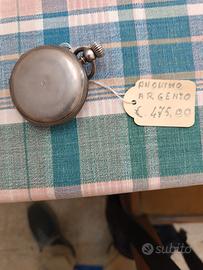 ANONIMO
ARGENTO
€ 475,00
subito